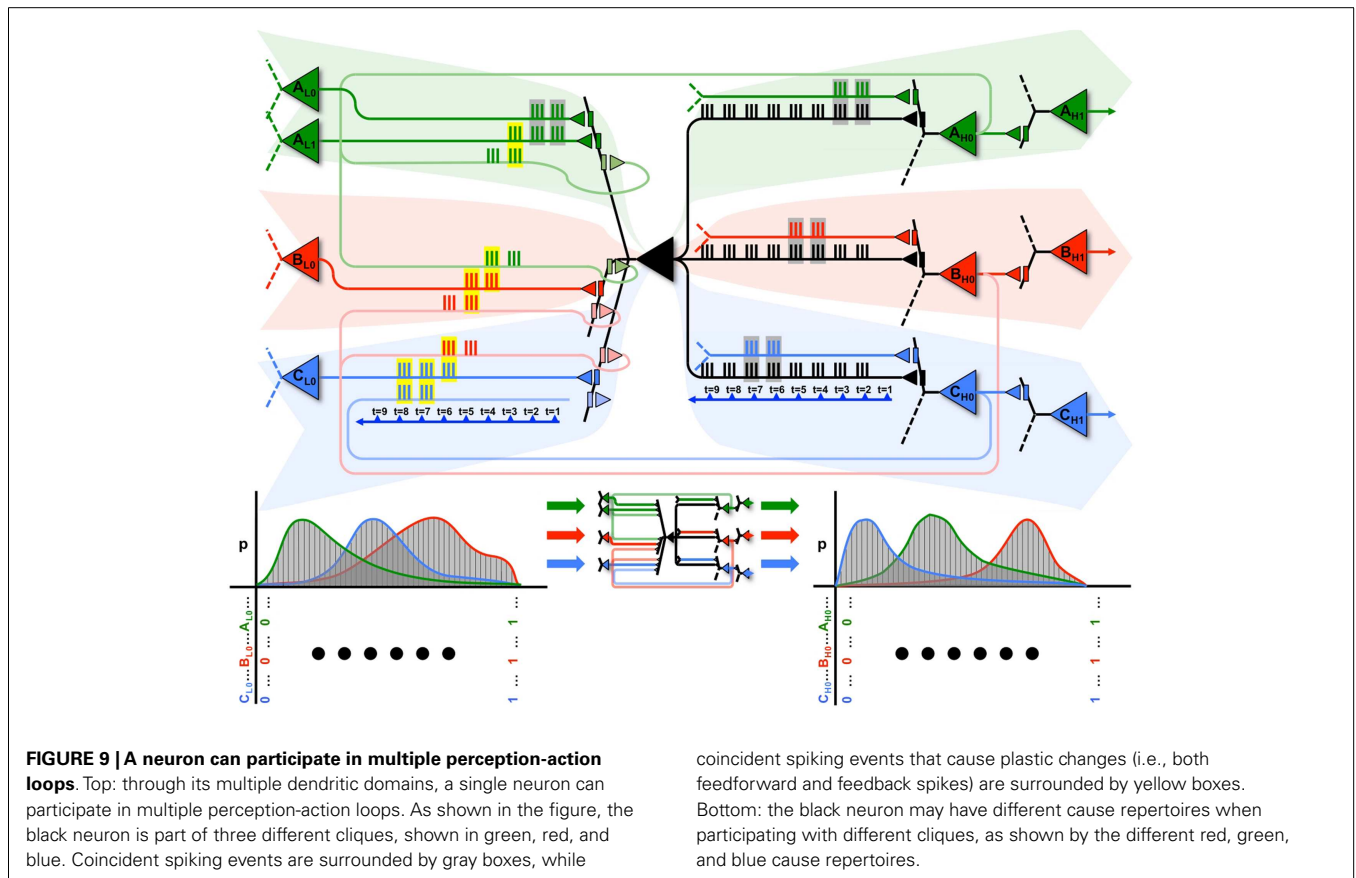 A_L0
A_H1
A_L1
A_H0
B_L0
B_H1
B_H0
C_L0
C_H0
C_H1
t=9 t=8 t=7 t=6 t=5 t=4 t=3 t=2 t=1
t=9 t=8 t=7 t=6 t=5 t=4 t=3 t=2 t=1
p
C_L0....B_L0...A_L0...
0 ... 0 ... 0
1 ... 1 ... 1
p
C_H0....B_H0...A_H0...
0 ... 0 ... 0
1 ... 1 ... 1
FIGURE 9 | A neuron can participate in multiple perception-action
loops. Top: through its multiple dendritic domains, a single neuron can
participate in multiple perception-action loops. As shown in the figure, the
black neuron is part of three different cliques, shown in green, red, and
blue. Coincident spiking events are surrounded by gray boxes, while
coincident spiking events that cause plastic changes (i.e., both
feedforward and feedback spikes) are surrounded by yellow boxes.
Bottom: the black neuron may have different cause repertoires when
participating with different cliques, as shown by the different red, green,
and blue cause repertoires.